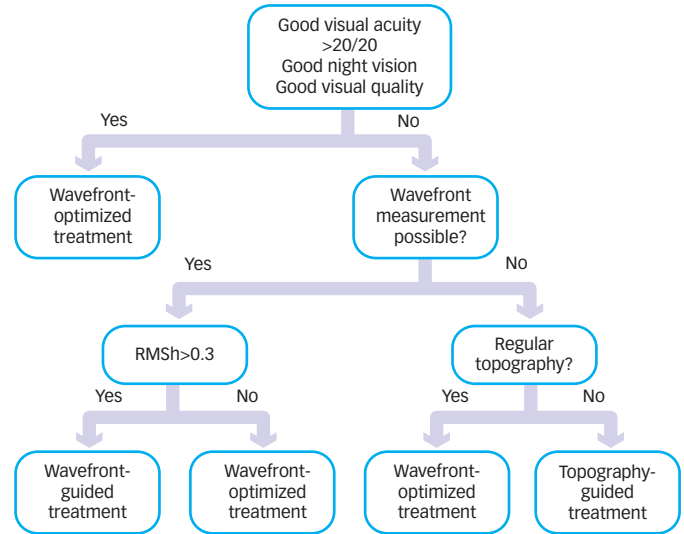 Good visual acuity
>20/20
Good night vision
Good visual quality
Yes
No
Wavefront-
optimized
treatment
Wavefront
measurement
possible?
Yes
No
RMSh>0.3
Regular
topography?
Yes
No
Yes
No
Wavefront-
guided
treatment
Wavefront-
optimized
treatment
Wavefront-
optimized
treatment
Topography-
guided
treatment